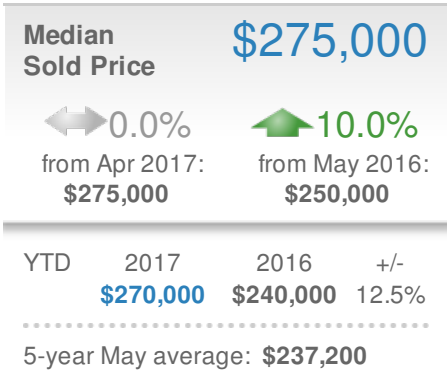 Median
Sold Price
$275,000
0.0%
10.0%
from Apr 2017:
$275,000
from May 2016:
$250,000
YTD 2017 2016 +/-
$270,000 $240,000 12.5%
5-year May average: $237,200